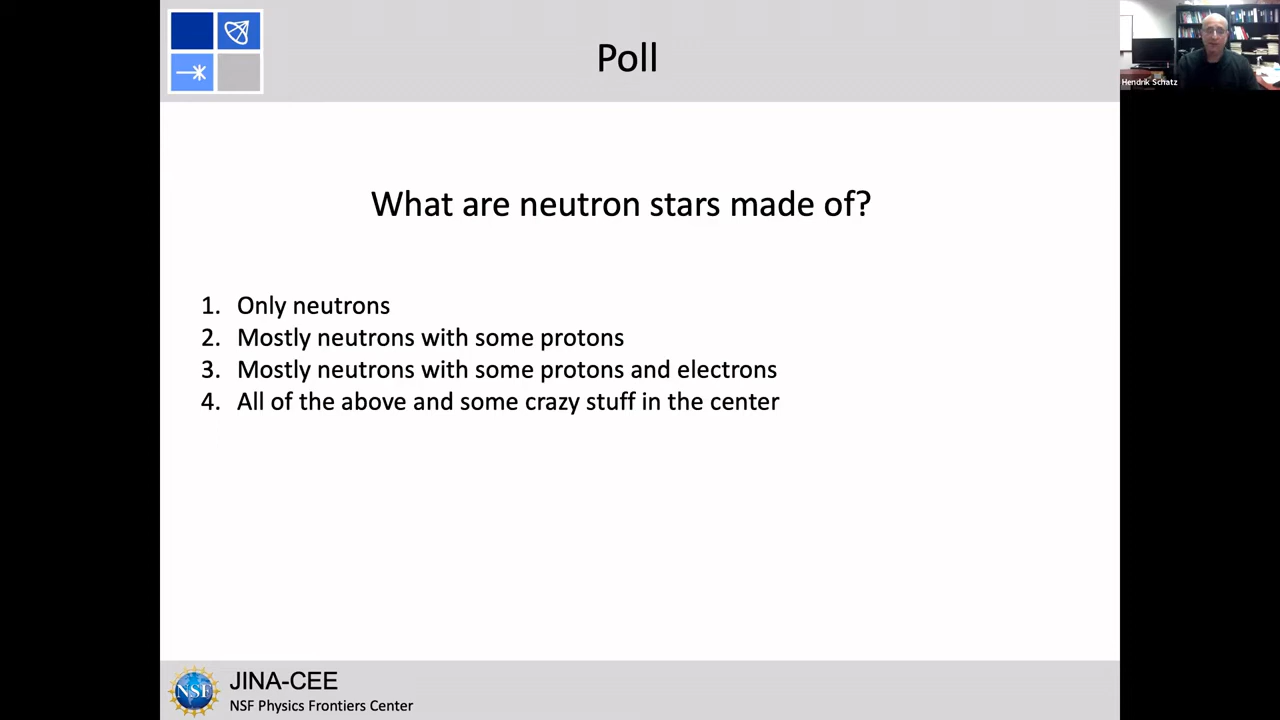 Poll
Hendrik Schatz
What are neutron stars made of?
1. Only neutrons
2. Mostly neutrons with some protons
3. Mostly neutrons with some protons and electrons
4. All of the above and some crazy stuff in the center
NSF
JINA-CEE
NSF Physics Frontiers Center